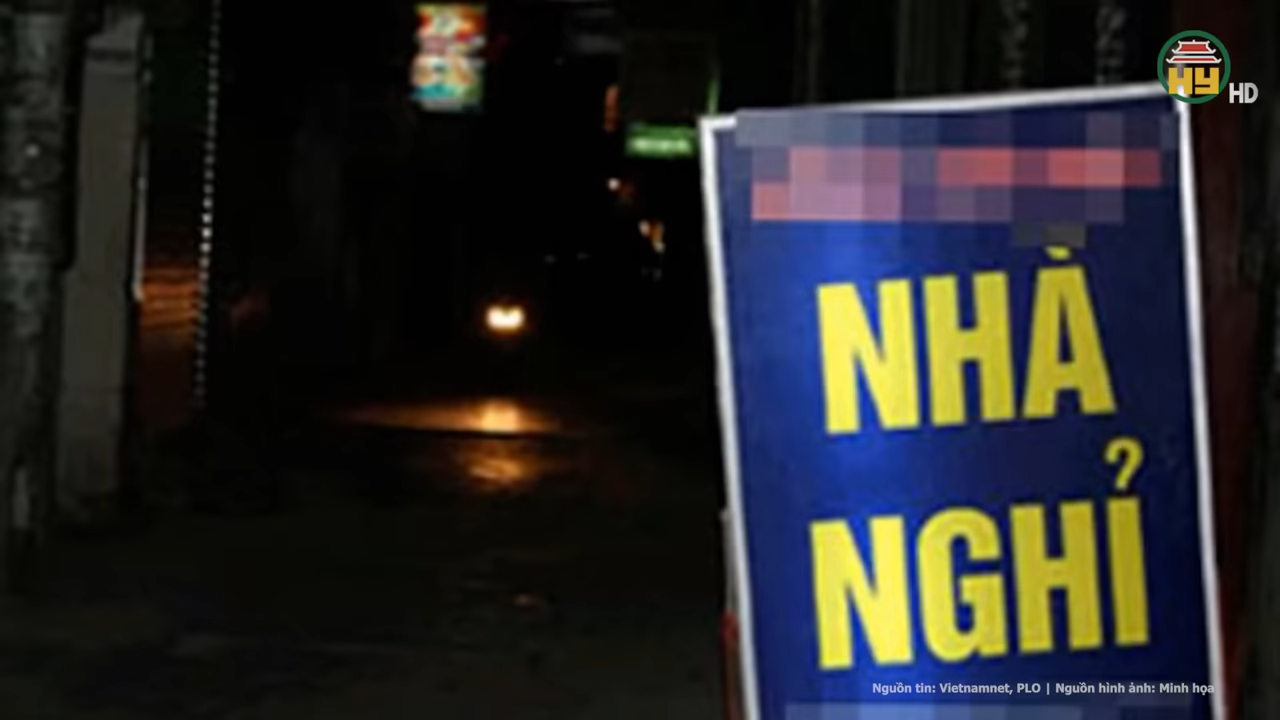 HY HD
NHÀ
NGHỈ
Nguồn tin: Vietnamnet, PLO | Nguồn hình ảnh: Minh họa